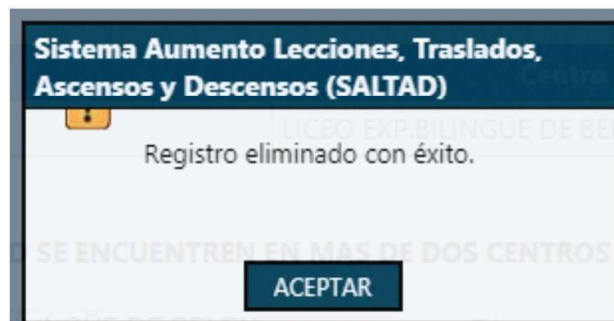 Sistema Aumento Lecciones, Traslados,
Ascensos y Descensos (SALTAD)
Centro
LICEO EXP.BILINGÜE DE BE
Registro eliminado con éxito.
SE ENCUENTREN EN MAS DE DOS CENTROS
ACEPTAR